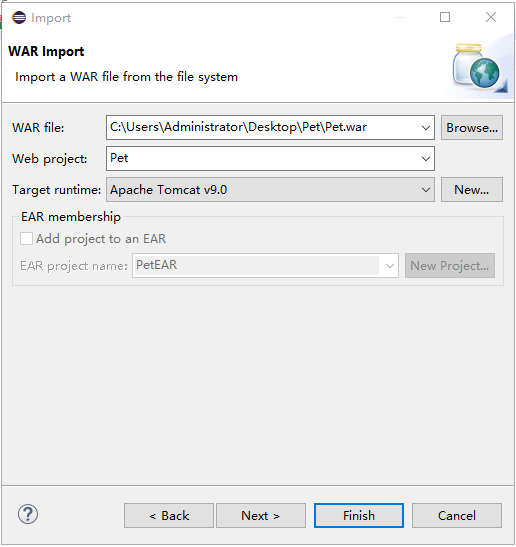 Import
WAR Import
Import a WAR file from the file system
WAR file: C:\Users\Administrator\Desktop\Pet\Pet.war Browse...
Web project: Pet
Target runtime: Apache Tomcat v9.0 New...
EAR membership
Add project to an EAR
EAR project name: PetEAR New Project...
? < Back Next > Finish Cancel